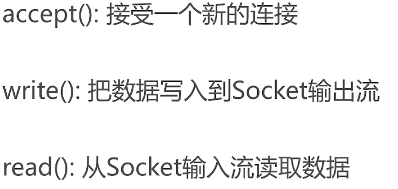 accept(): 接受一个新的连接
write(): 把数据写入到Socket输出流
read(): 从Socket输入流读取数据